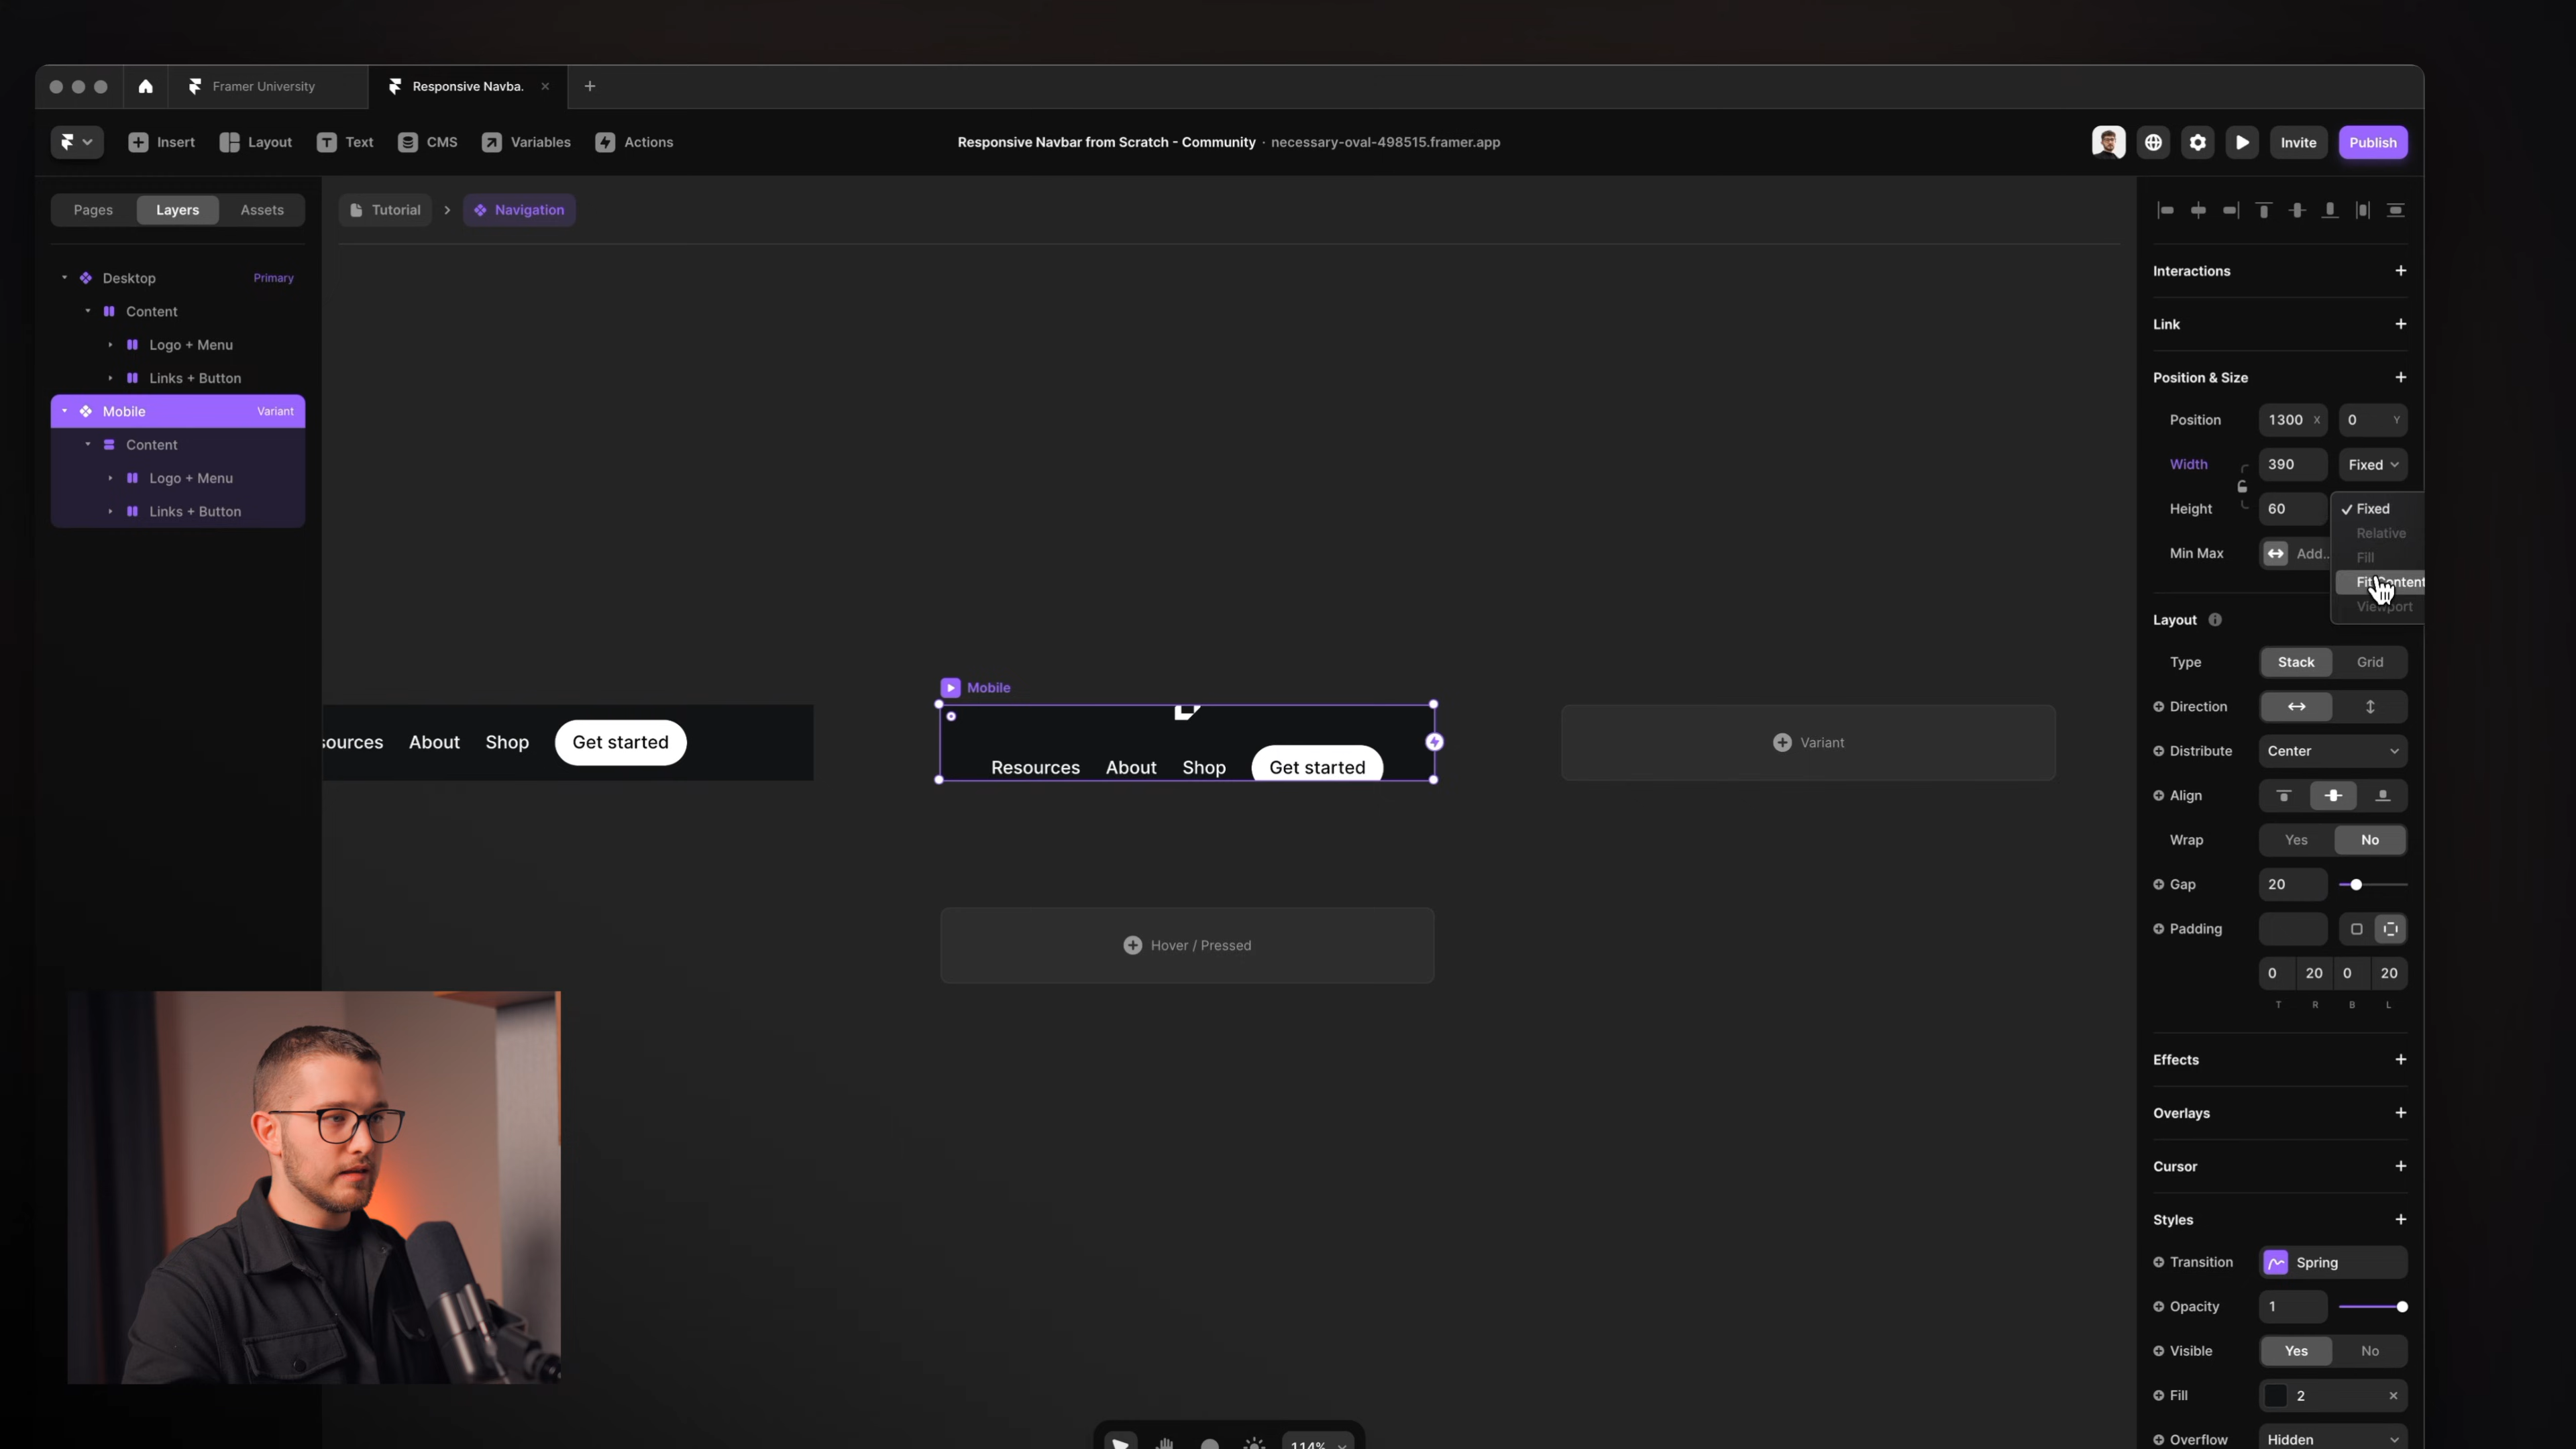 Framer University
Responsive Navba.
Insert
Layout
Text
CMS
Variables
Actions
Responsive Navbar from Scratch - Community · necessary-oval-498515.framer.app
Invite
Publish
Pages
Layers
Assets
Tutorial
Navigation
Desktop
Primary
Content
Logo + Menu
Links + Button
Mobile
Variant
Content
Logo + Menu
Links + Button
sources
About
Shop
Get started
Mobile
Resources
About
Shop
Get started
Variant
Hover / Pressed
114%
Interactions
Link
Position & Size
Position
1300 X
0 Y
Width
390
Fixed
Height
60
Fixed
Relative
Fill
Fit Content
Viewport
Min Max
Add...
Layout
Type
Stack
Grid
Direction
Distribute
Center
Align
Wrap
Yes
No
Gap
20
Padding
0 20 0 20
T R B L
Effects
Overlays
Cursor
Styles
Transition
Spring
Opacity
1
Visible
Yes
No
Fill
2
Overflow
Hidden